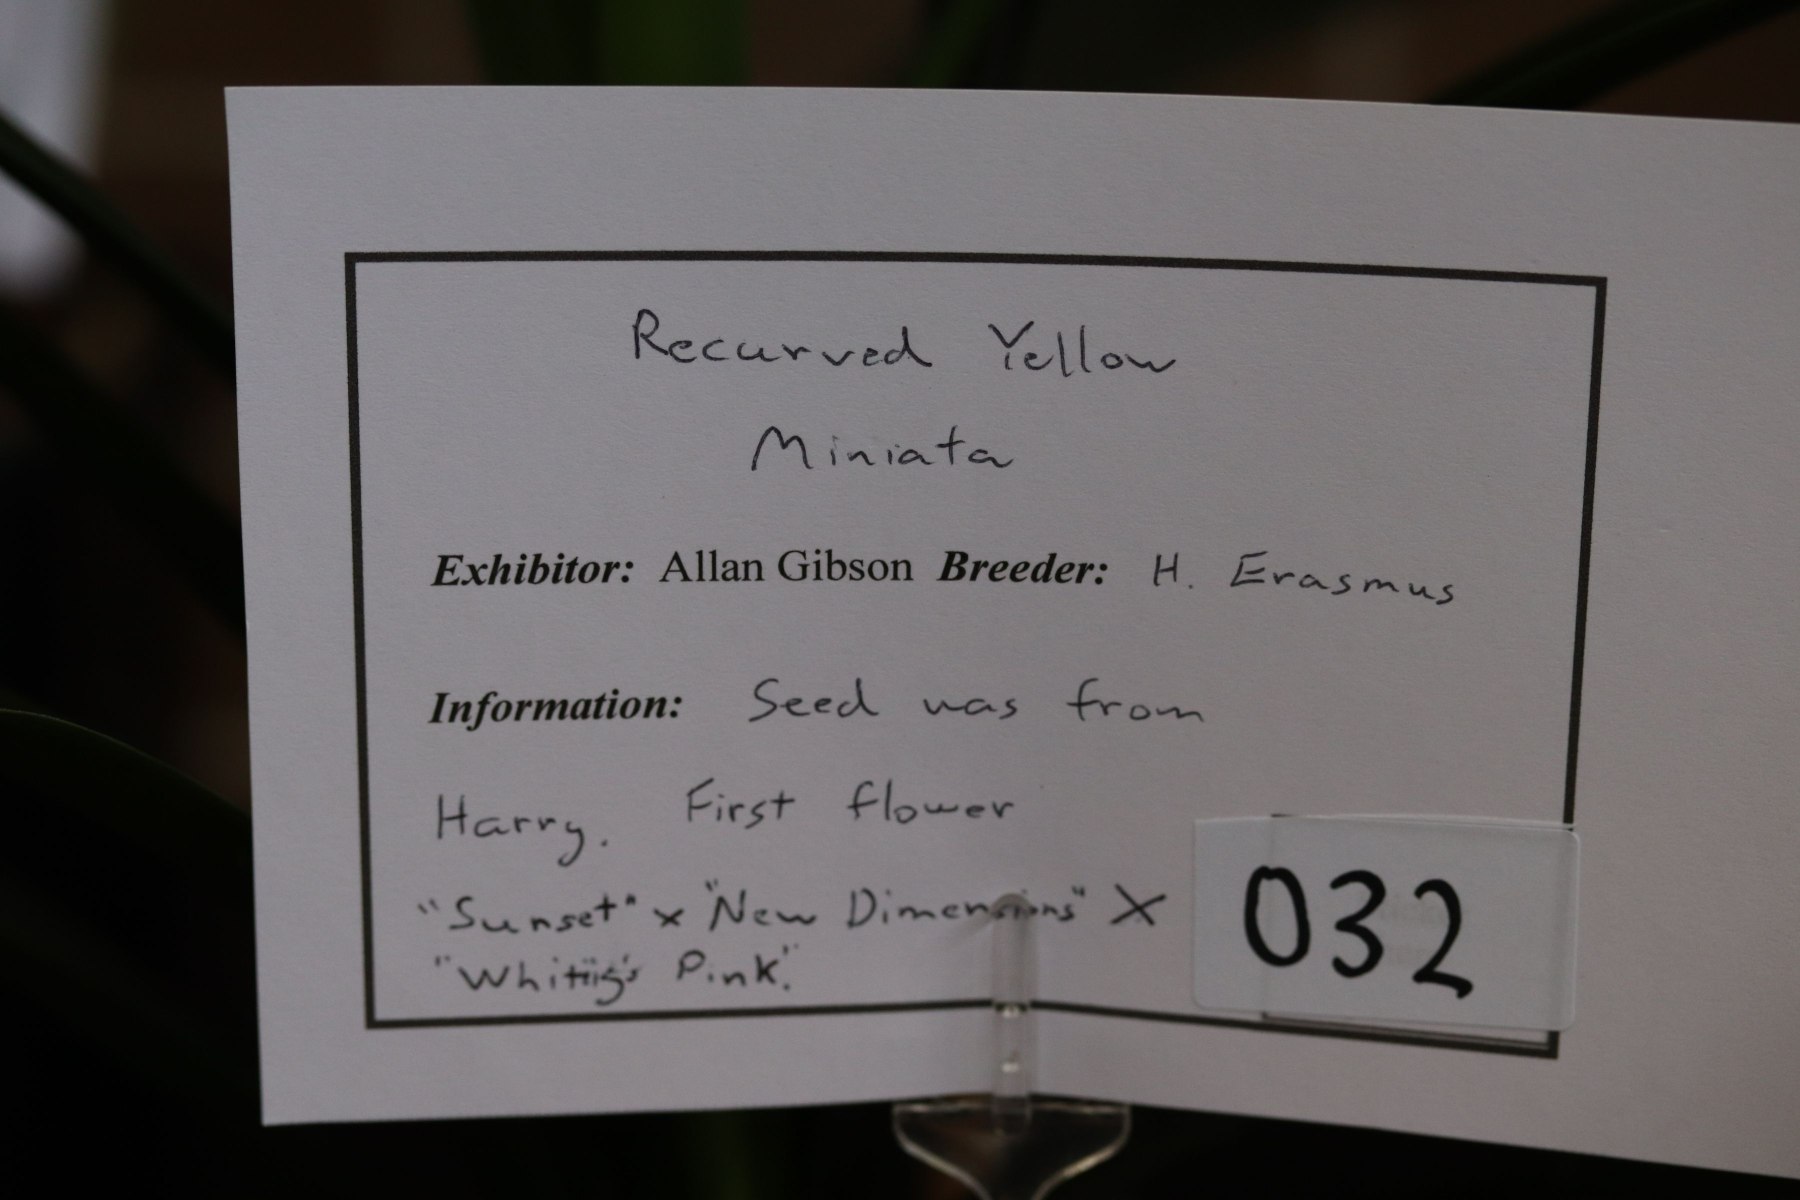 Recurved Yellow
Miniata
Exhibitor: Allan Gibson Breeder: H. Erasmus
Information: Seed was from
Harry. First flower
"Sunset" x "New Dimensions" X
"Whitiig's Pink".
032